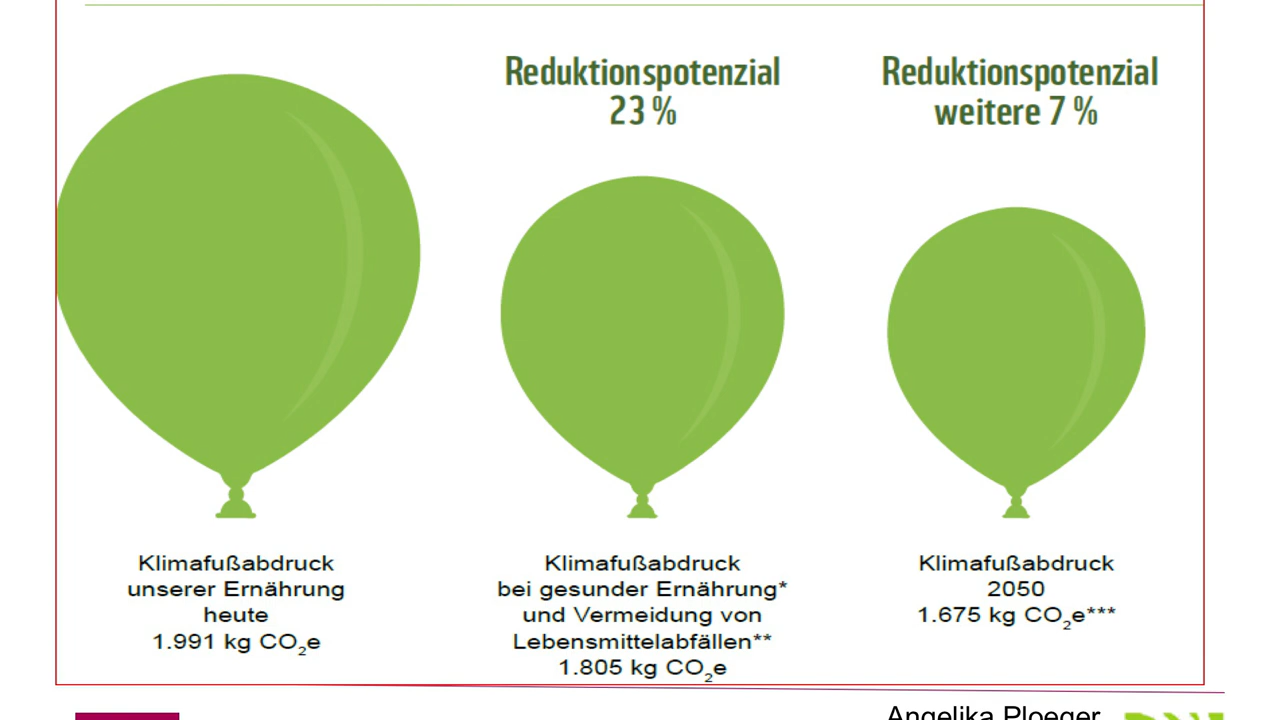 Reduktionspotenzial
23 %
Reduktionspotenzial
weitere 7 %
Klimafußabdruck
unserer Ernährung
heute
1.991 kg CO₂e
Klimafußabdruck
bei gesunder Ernährung*
und Vermeidung von
Lebensmittelabfällen**
1.805 kg CO₂e
Klimafußabdruck
2050
1.675 kg CO₂e***
Angelika Ploeger